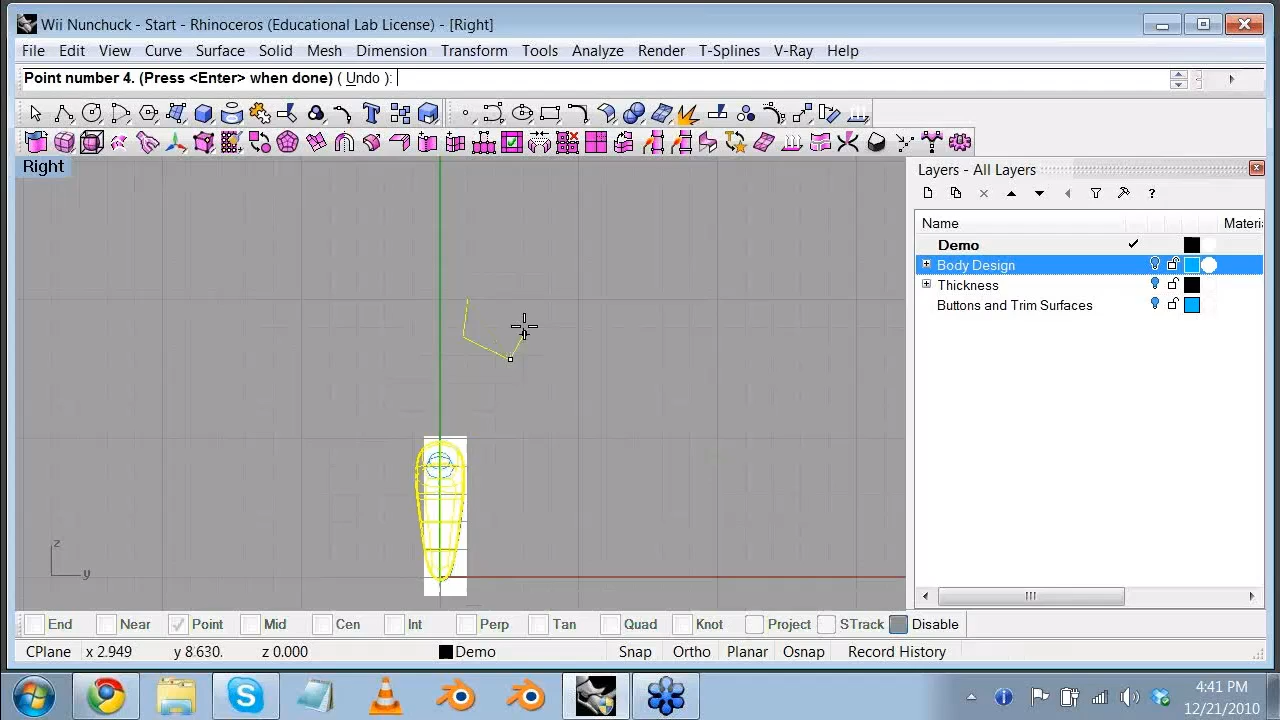 Wii Nunchuck - Start - Rhinoceros (Educational Lab License) - [Right]
File Edit View Curve Surface Solid Mesh Dimension Transform Tools Analyze Render T-Splines V-Ray Help
Point number 4. (Press <Enter> when done) ( Undo ):
Right
Layers - All Layers
Name Materi
Demo
Body Design
Thickness
Buttons and Trim Surfaces
z
y
End Near Point Mid Cen Int Perp Tan Quad Knot Project STrack Disable
CPlane x 2.949 y 8.630 z 0.000 Demo Snap Ortho Planar Osnap Record History
4:41 PM
12/21/2010